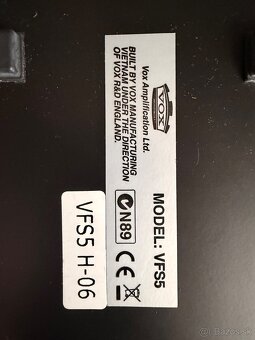 VOX
Vox Amplification Ltd.
BUILT BY VOX MANUFACTURING
VIETNAM UNDER THE DIRECTION
OF VOX R&D ENGLAND.
N89
CE
MODEL: VFS5
VFS5 H-06